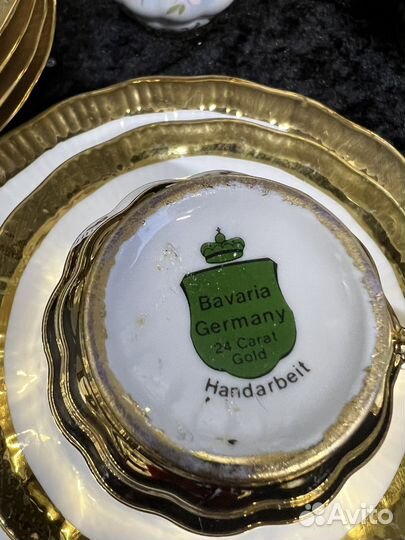 Bavaria
Germany
24 Carat
Gold
Handarbeit
Avito